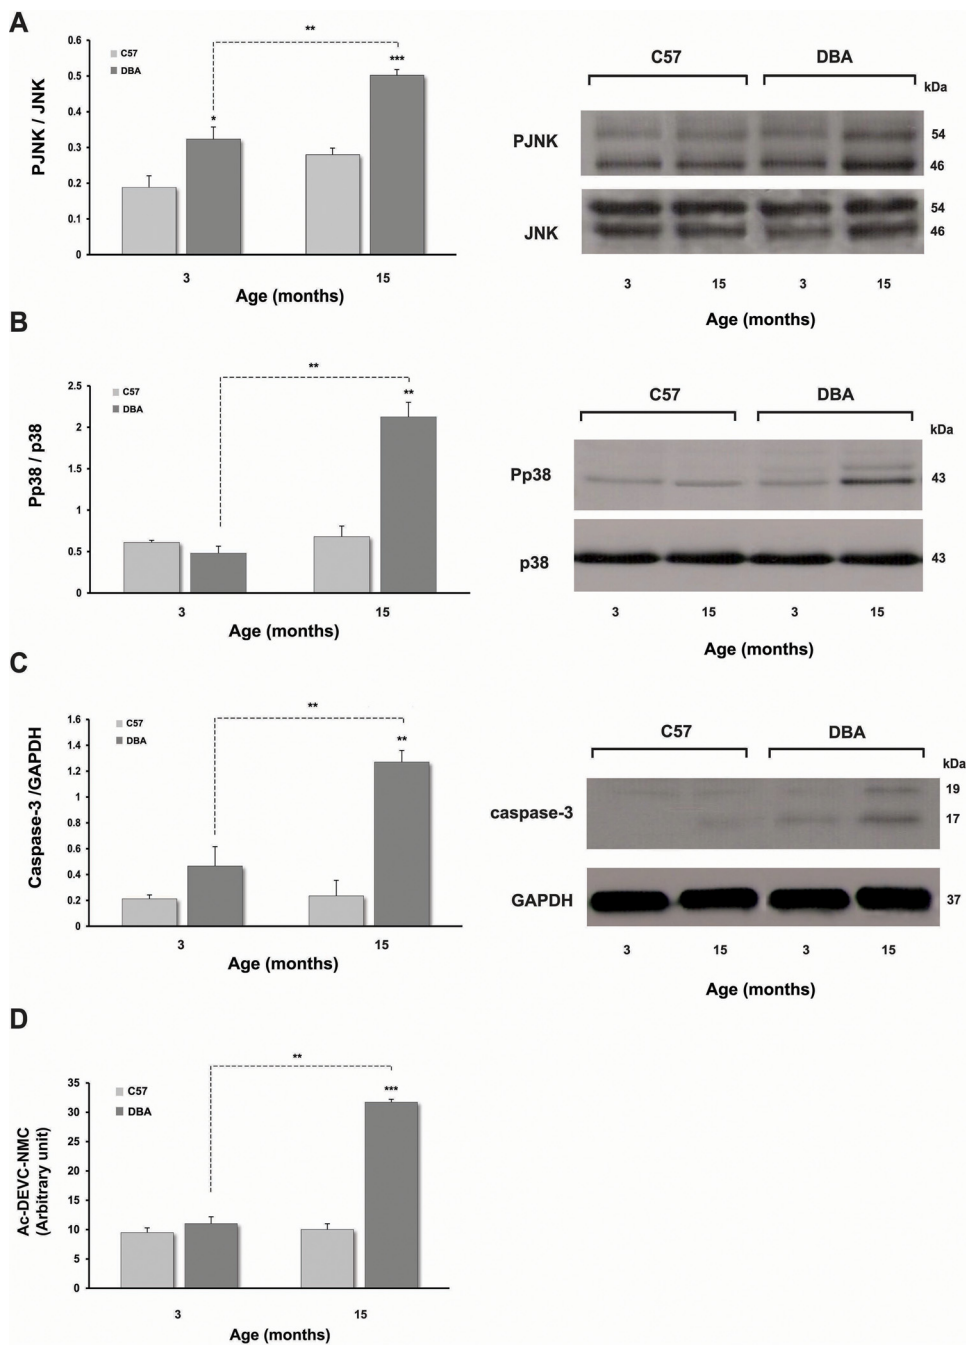 A
**
0.6
C57
DBA
***
0.5
0.4
*
0.3
0.2
0.1
0
PJNK / JNK
3 15
Age (months)
C57 DBA
kDa
PJNK
54
46
JNK
54
46
3 15 3 15
Age (months)
B
**
2.5
C57
DBA
**
2
1.5
1
0.5
0
Pp38 / p38
3 15
Age (months)
C57 DBA
kDa
Pp38
43
p38
43
3 15 3 15
Age (months)
C
**
1.6
C57
DBA
**
1.4
1.2
1
0.8
0.6
0.4
0.2
0
Caspase-3 /GAPDH
3 15
Age (months)
C57 DBA
kDa
caspase-3
19
17
GAPDH
37
3 15 3 15
Age (months)
D
**
35
C57
DBA
***
30
25
20
15
10
5
0
Ac-DEVC-NMC
(Arbitrary unit)
3 15
Age (months)